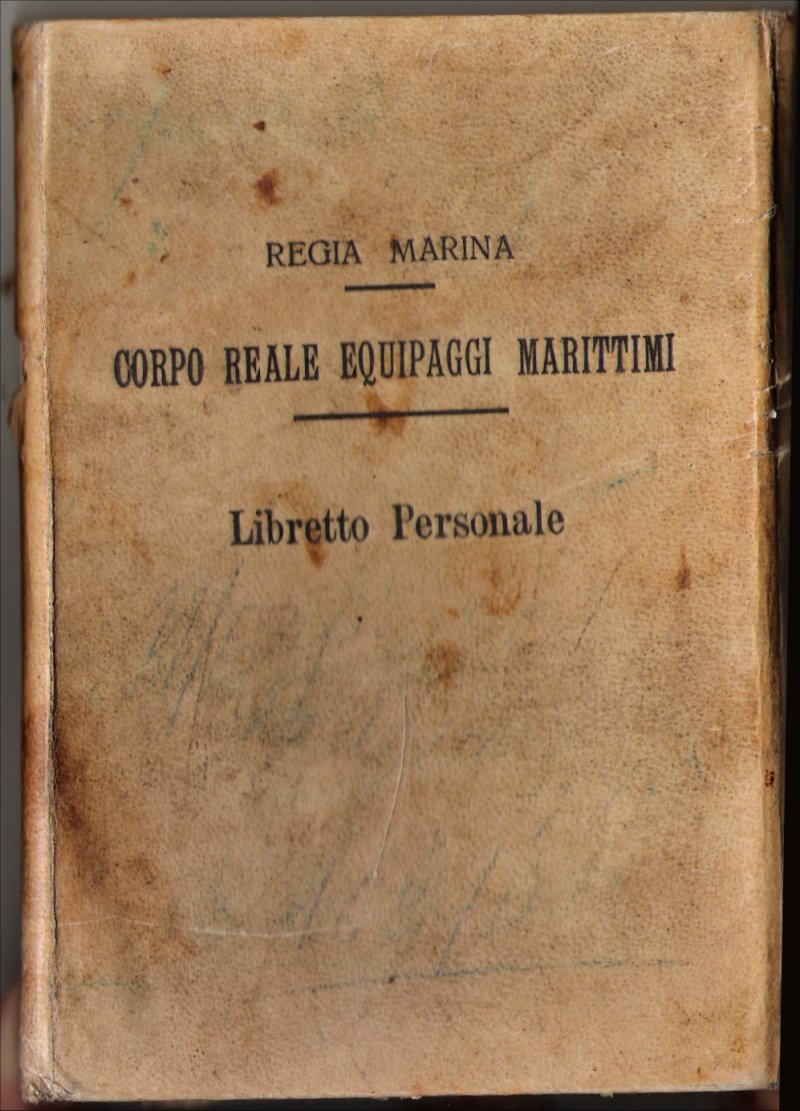 REGIA MARINA
CORPO REALE EQUIPAGGI MARITTIMI
Libretto Personale